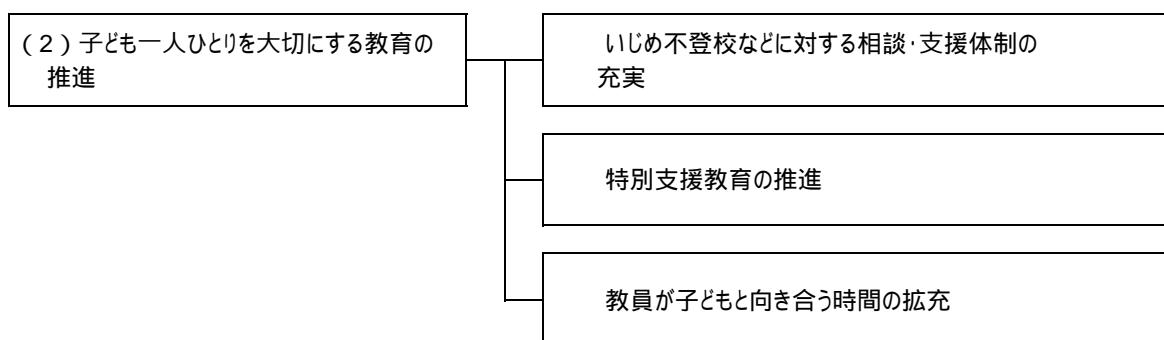 (２)子ども一人ひとりを大切にする教育の
推進
いじめ不登校などに対する相談・支援体制の
充実
特別支援教育の推進
教員が子どもと向き合う時間の拡充